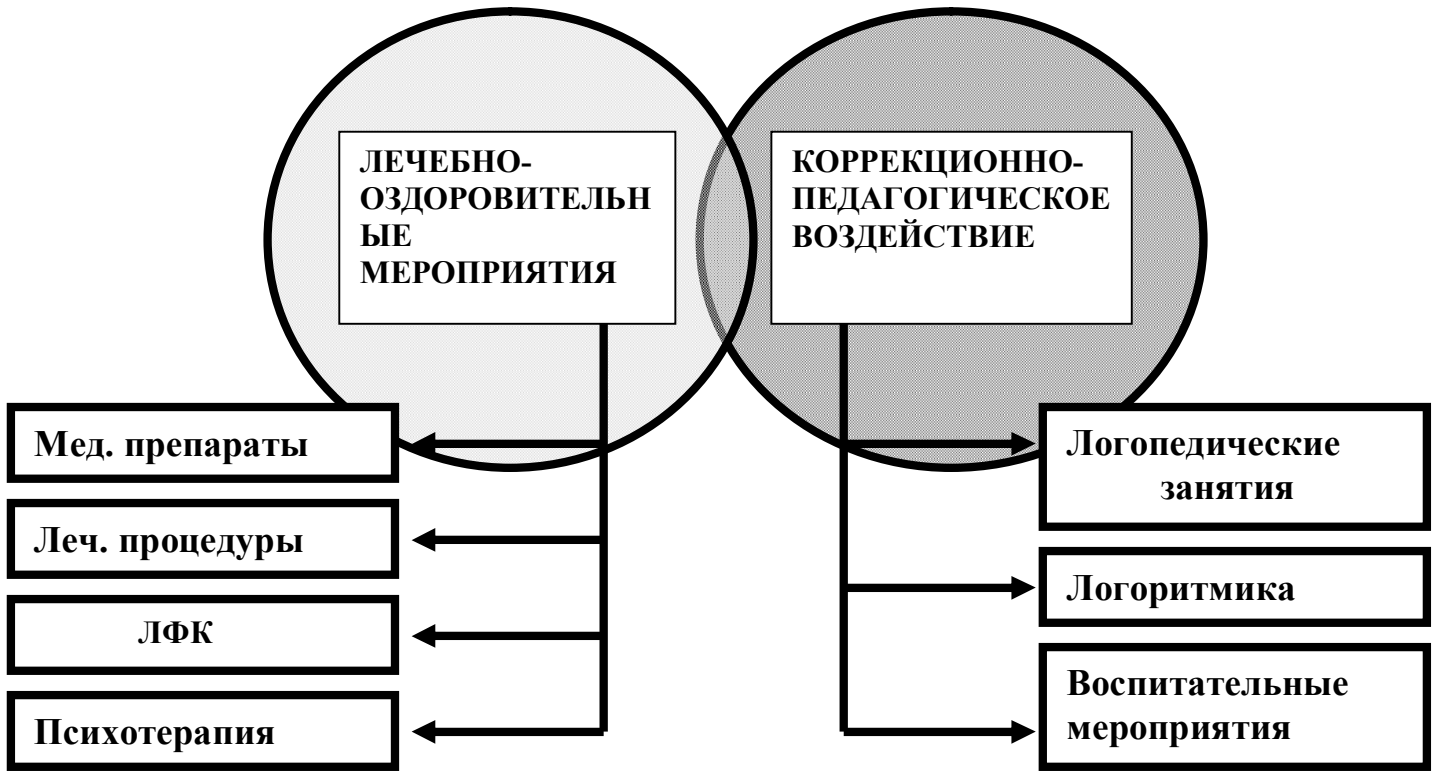 ЛЕЧЕБНО-
ОЗДОРОВИТЕЛЬН
ЫЕ
МЕРОПРИЯТИЯ
КОРРЕКЦИОННО-
ПЕДАГОГИЧЕСКОЕ
ВОЗДЕЙСТВИЕ
Мед. препараты
Леч. процедуры
ЛФК
Психотерапия
Логопедические
занятия
Логоритмика
Воспитательные
мероприятия